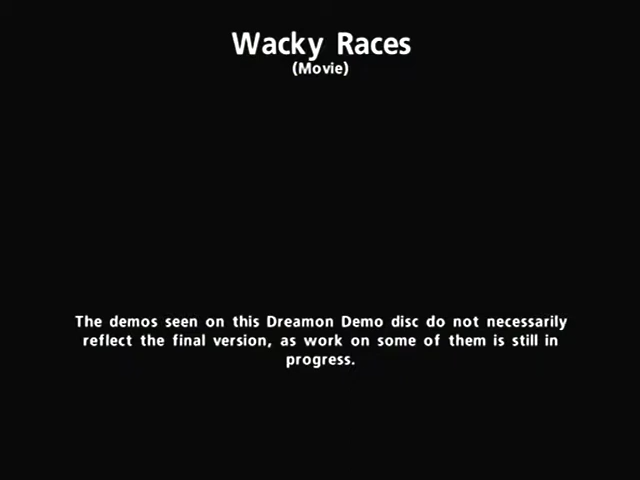 Wacky Races
(Movie)
The demos seen on this Dreamon Demo disc do not necessarily
reflect the final version, as work on some of them is still in
progress.